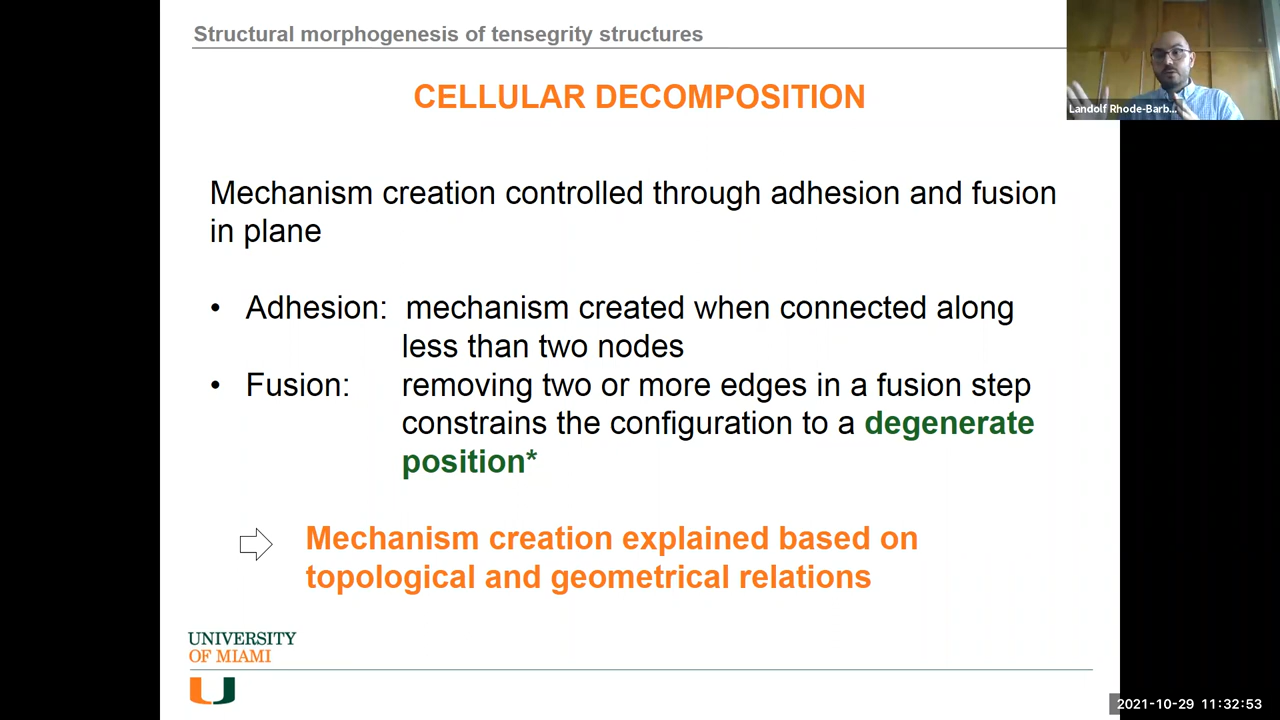 Structural morphogenesis of tensegrity structures
CELLULAR DECOMPOSITION
Landolf Rhode-Barb...
Mechanism creation controlled through adhesion and fusion
in plane
• Adhesion: mechanism created when connected along
less than two nodes
• Fusion: removing two or more edges in a fusion step
constrains the configuration to a degenerate
position*
Mechanism creation explained based on
topological and geometrical relations
UNIVERSITY
OF MIAMI
U
2021-10-29 11:32:53